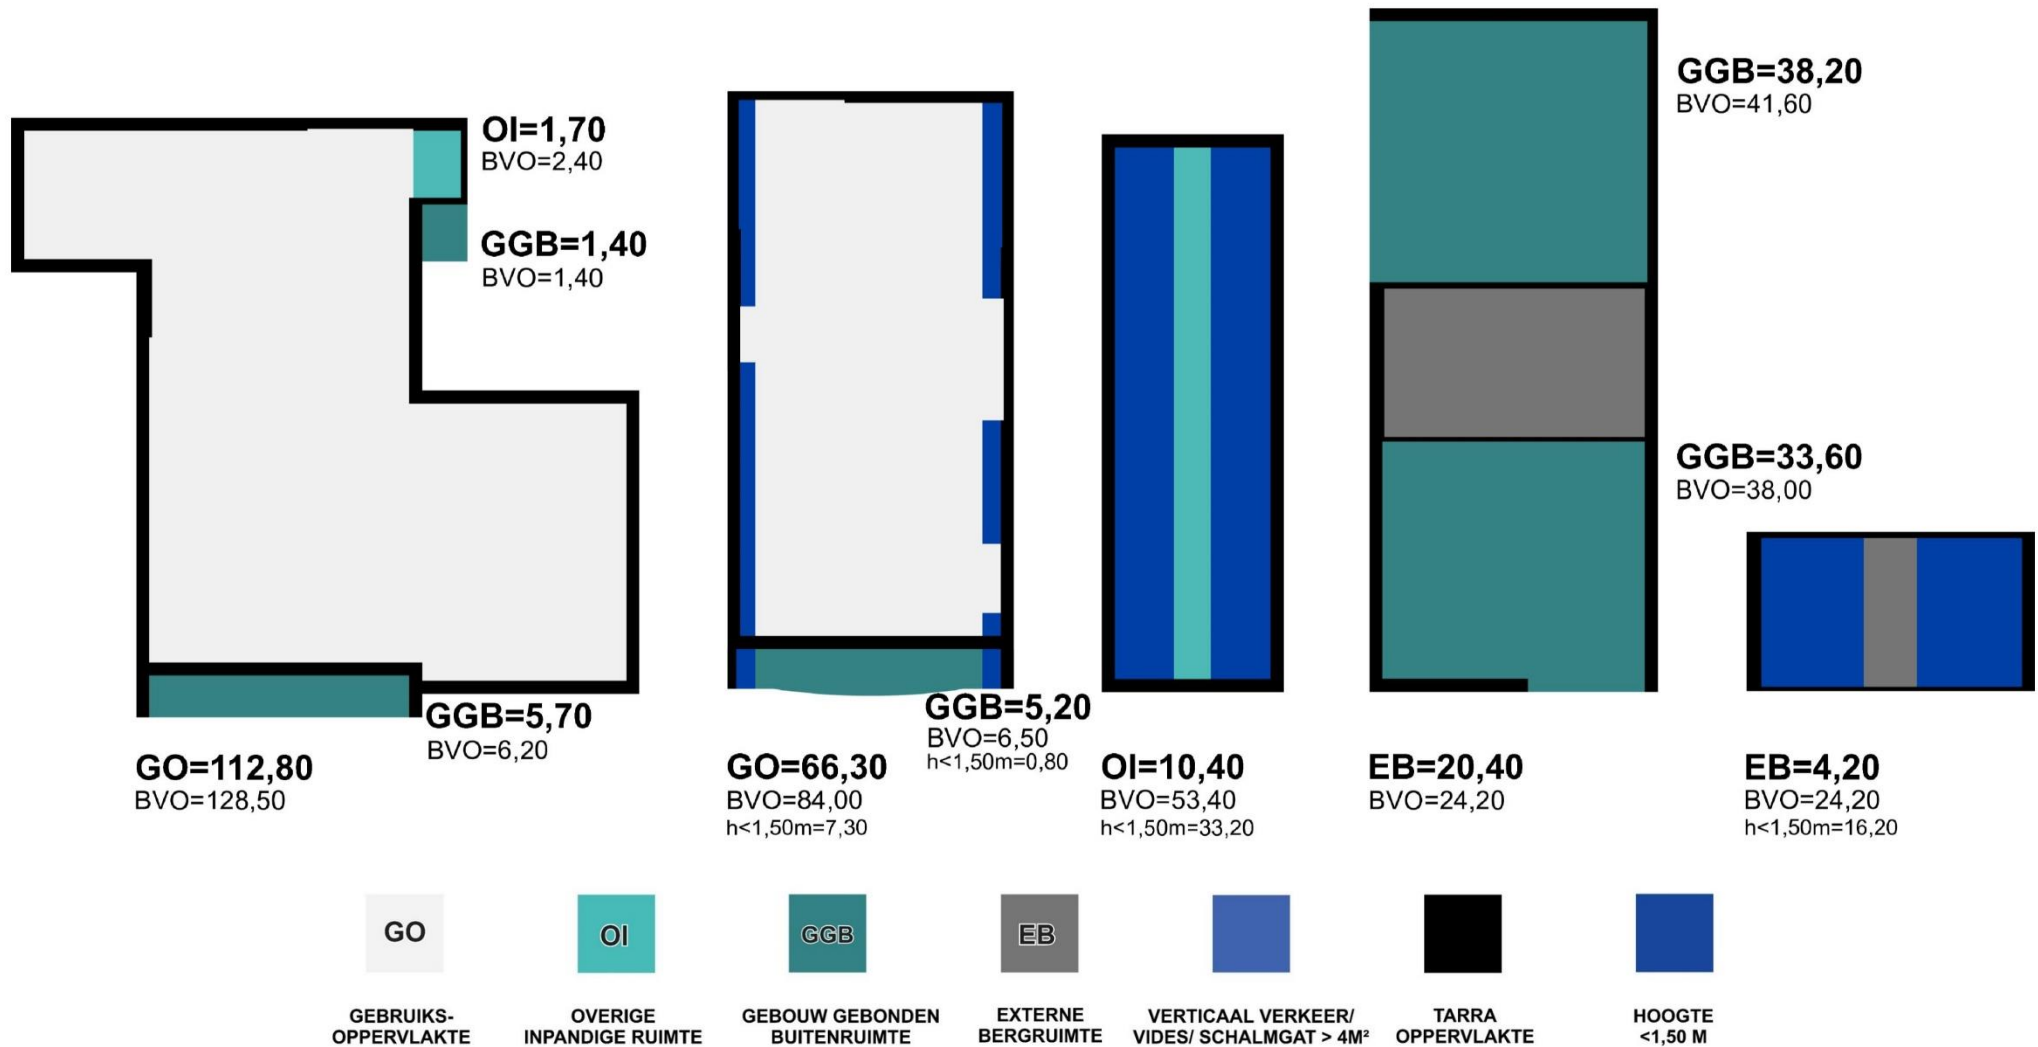 OI=1,70
BVO=2,40
GGB=1,40
BVO=1,40
GGB=5,70
BVO=6,20
GO=112,80
BVO=128,50
GGB=5,20
BVO=6,50
h<1,50m=0,80
GO=66,30
BVO=84,00
h<1,50m=7,30
OI=10,40
BVO=53,40
h<1,50m=33,20
GGB=38,20
BVO=41,60
GGB=33,60
BVO=38,00
EB=20,40
BVO=24,20
EB=4,20
BVO=24,20
h<1,50m=16,20
GO
GEBRUIKS-
OPPERVLAKTE
OI
OVERIGE
INPANDIGE RUIMTE
GGB
GEBOUW GEBONDEN
BUITENRUIMTE
EB
EXTERNE
BERGRUIMTE
VERTICAAL VERKEER/
VIDES/ SCHALMGAT > 4M²
TARRA
OPPERVLAKTE
HOOGTE
<1,50 M